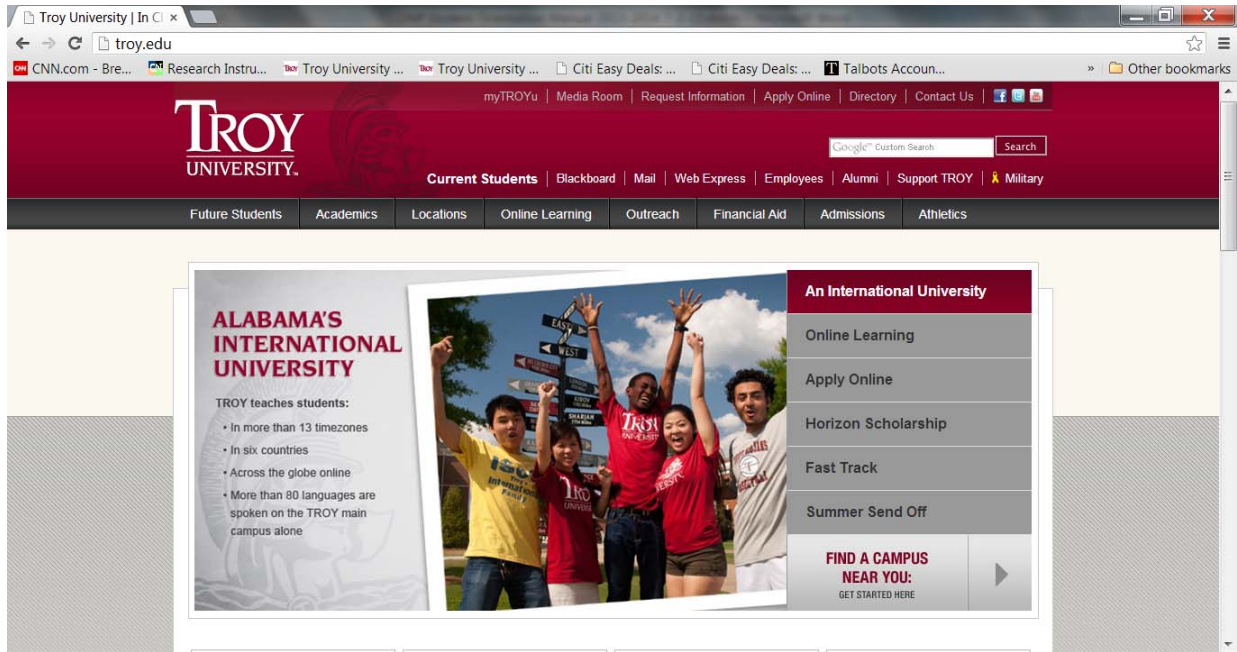 Troy University | In Cl
troy.edu
CNN.com - Bre... Research Instru... Troy University ... Troy University ... Citi Easy Deals: ... Citi Easy Deals: ... Talbots Accoun... » Other bookmarks
myTROYu | Media Room | Request Information | Apply Online | Directory | Contact Us |
TROY
UNIVERSITY
Google™ Custom Search Search
Current Students | Blackboard | Mail | Web Express | Employees | Alumni | Support TROY | Military
Future Students Academics Locations Online Learning Outreach Financial Aid Admissions Athletics
ALABAMA'S
INTERNATIONAL
UNIVERSITY
TROY teaches students:
• In more than 13 timezones
• In six countries
• Across the globe online
• More than 80 languages are
spoken on the TROY main
campus alone
EAST
WEST
TROY
UNIVERSITY
An International University
Online Learning
Apply Online
Horizon Scholarship
Fast Track
Summer Send Off
FIND A CAMPUS
NEAR YOU:
GET STARTED HERE